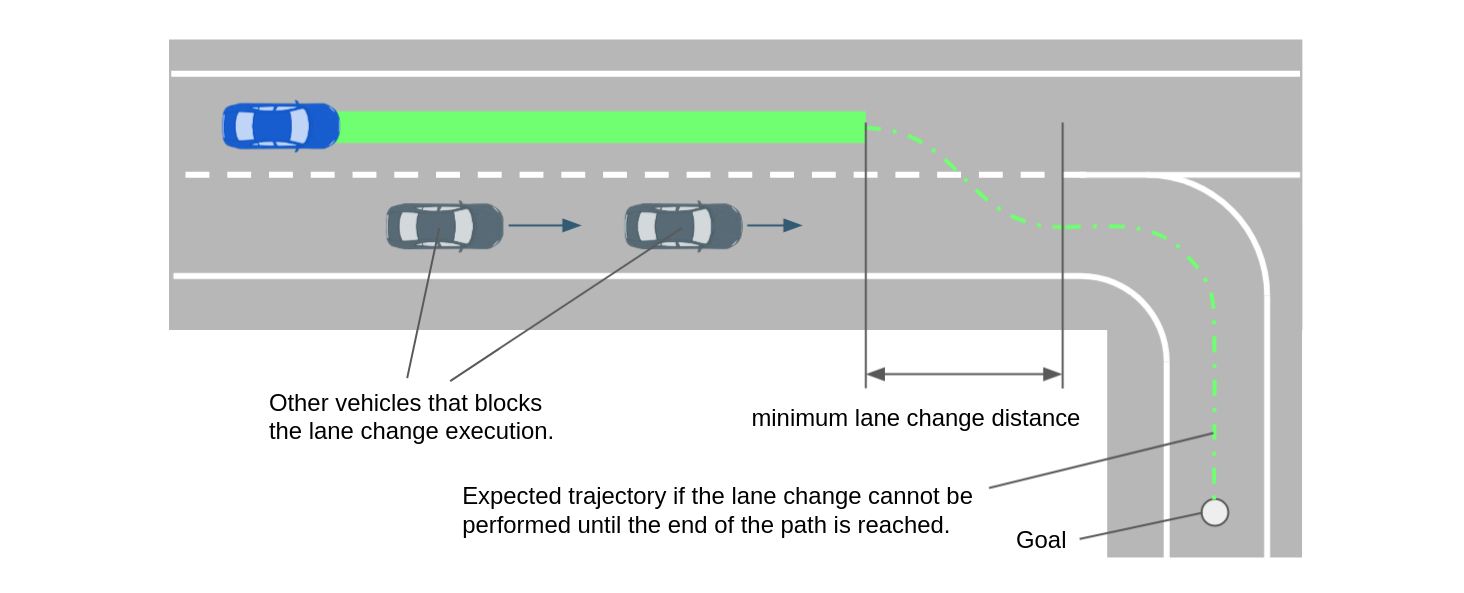 Other vehicles that blocks
the lane change execution.
minimum lane change distance
Expected trajectory if the lane change cannot be
performed until the end of the path is reached.
Goal